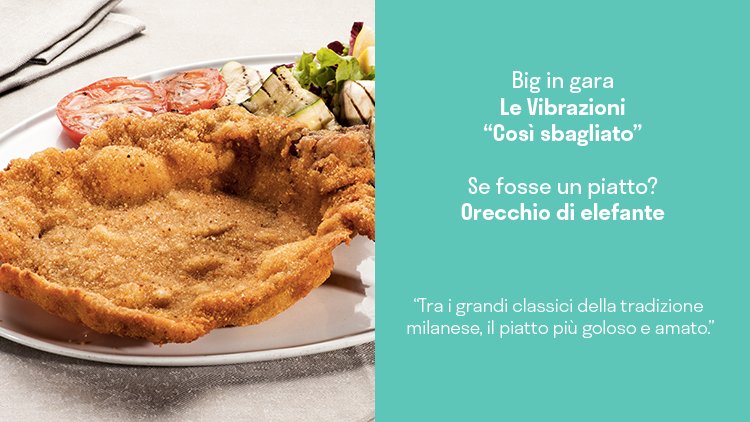 Big in gara
Le Vibrazioni
“Così sbagliato”
Se fosse un piatto?
Orecchio di elefante
“Tra i grandi classici della tradizione
milanese, il piatto più goloso e amato.”